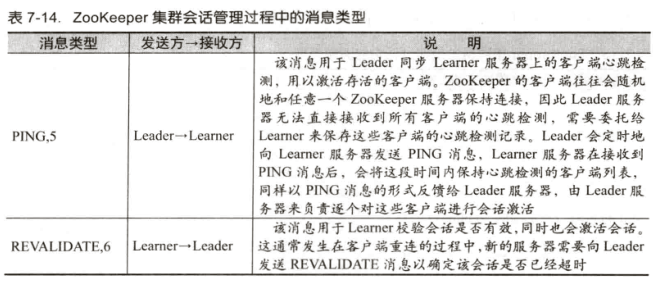 表 7-14. ZooKeeper 集群会话管理过程中的消息类型
消息类型 发送方→接收方 说 明
该消息用于 Leader 同步 Learner 服务器上的客户端心跳检
测，用以激活存活的客户端。ZooKeeper 的客户端往往会随机
地和任意一个 ZooKeeper 服务器保持连接，因此 Leader 服务
器无法直接接收到所有客户端的心跳检测，需要委托给
PING,5 Leader→Learner Learner 来保存这些客户端的心跳检测记录。Leader 会定时地
向 Learner 服务器发送 PING 消息，Learner 服务器在接收到
PING 消息后，会将这段时间内保持心跳检测的客户端列表，
同样以 PING 消息的形式反馈给 Leader 服务器，由 Leader 服
务器来负责逐个对这些客户端进行会话激活
该消息用于 Learner 校验会话是否有效，同时也会激活会话。
REVALIDATE,6 Learner→Leader 这通常发生在客户端重连的过程中，新的服务器需要向 Leader
发送 REVALIDATE 消息以确定该会话是否已经超时